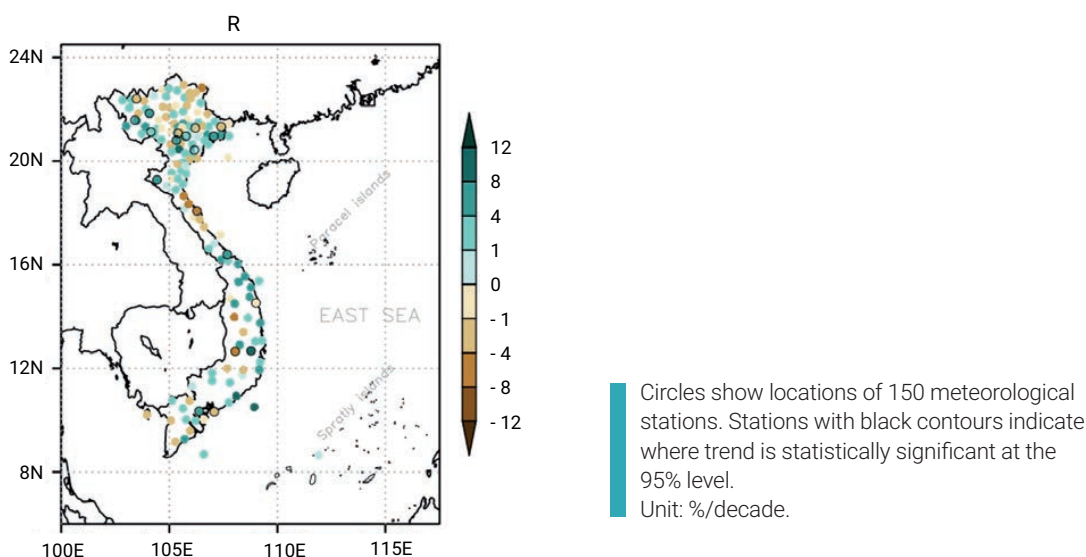 R
24N
20N
16N
12N
8N
100E
105E
110E
115E
Paracel islands
EAST SEA
Spratly islands
12
8
4
1
0
- 1
- 4
- 8
- 12
Circles show locations of 150 meteorological
stations. Stations with black contours indicate
where trend is statistically significant at the
95% level.
Unit: %/decade.